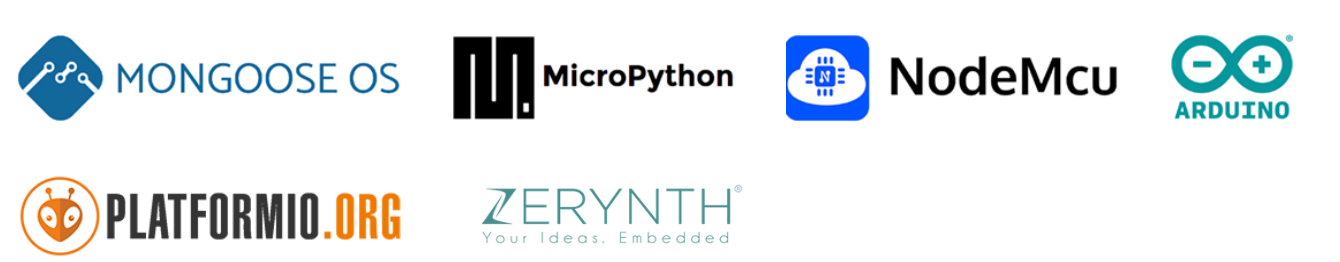 MONGOOSE OS
MicroPython
N
NodeMcu
ARDUINO
PLATFORMIO.ORG
ZERYNTH®
Your Ideas. Embedded